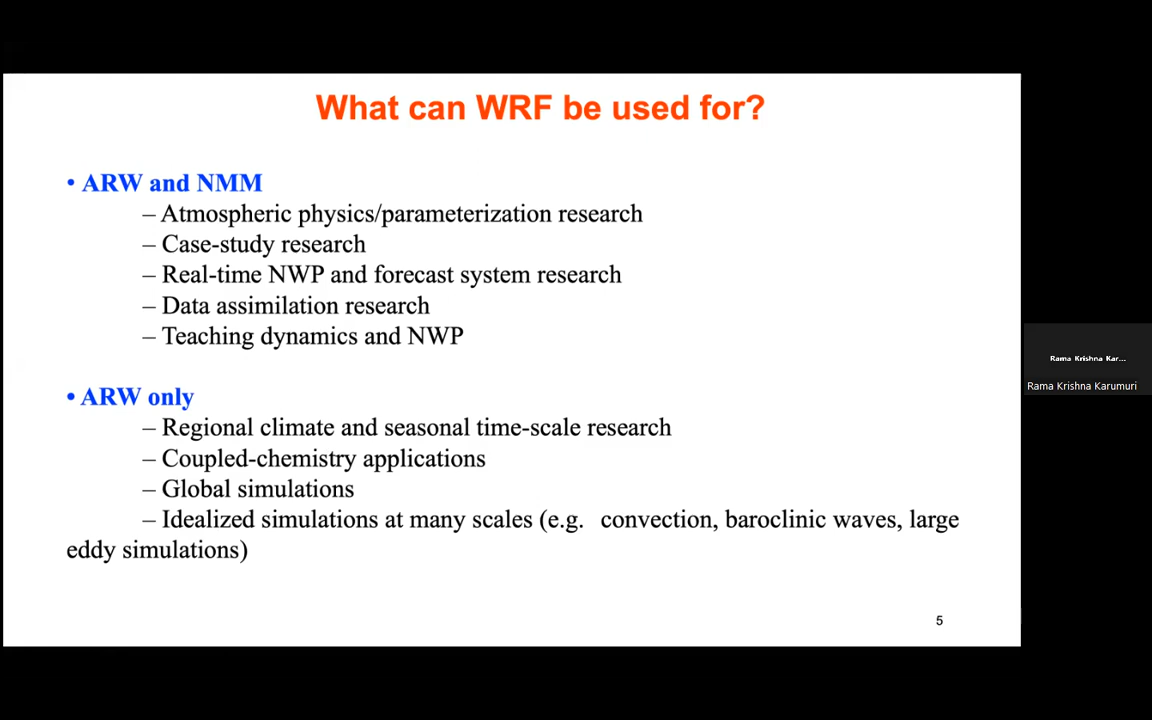 What can WRF be used for?
• ARW and NMM
– Atmospheric physics/parameterization research
– Case-study research
– Real-time NWP and forecast system research
– Data assimilation research
– Teaching dynamics and NWP
• ARW only
– Regional climate and seasonal time-scale research
– Coupled-chemistry applications
– Global simulations
– Idealized simulations at many scales (e.g. convection, baroclinic waves, large
eddy simulations)
5
Rama Krishna Kar...
Rama Krishna Karumuri